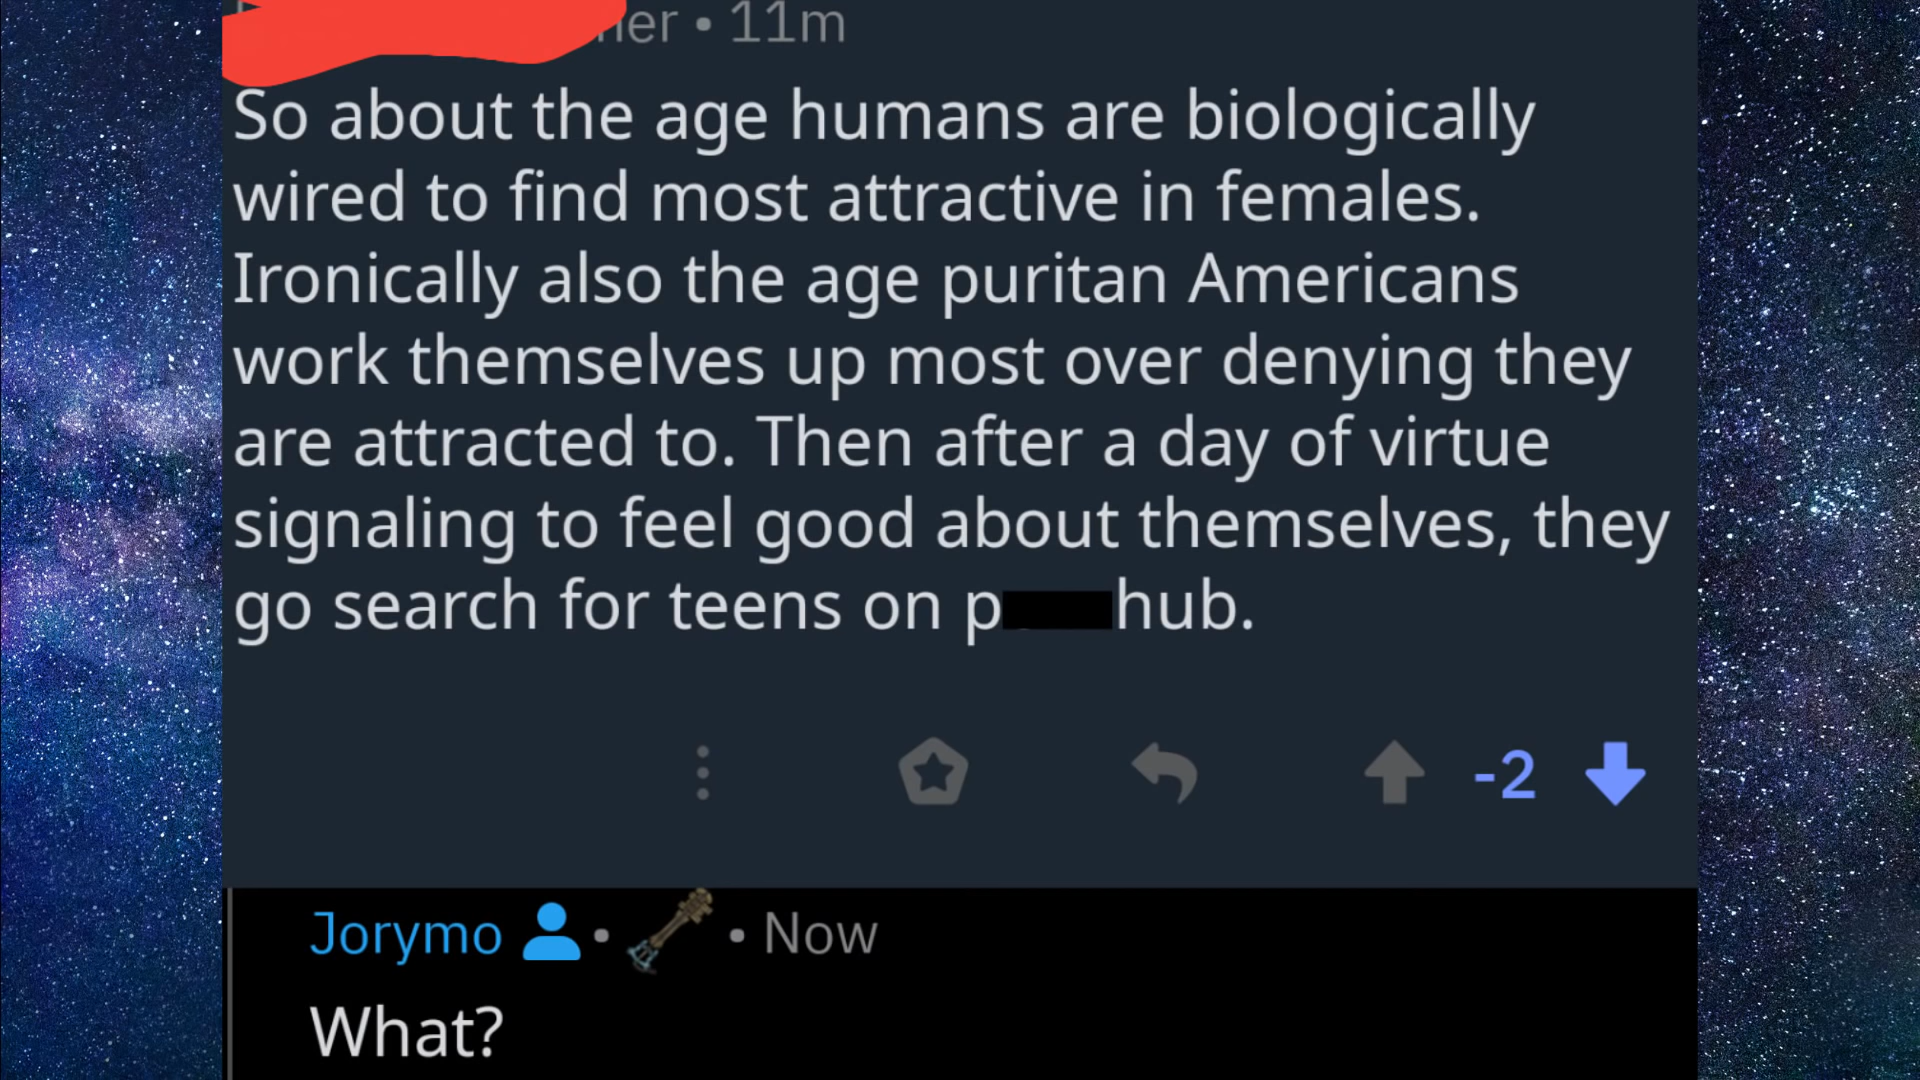 • 11m
So about the age humans are biologically
wired to find most attractive in females.
Ironically also the age puritan Americans
work themselves up most over denying they
are attracted to. Then after a day of virtue
signaling to feel good about themselves, they
go search for teens on p hub.
-2
Jorymo • • Now
What?